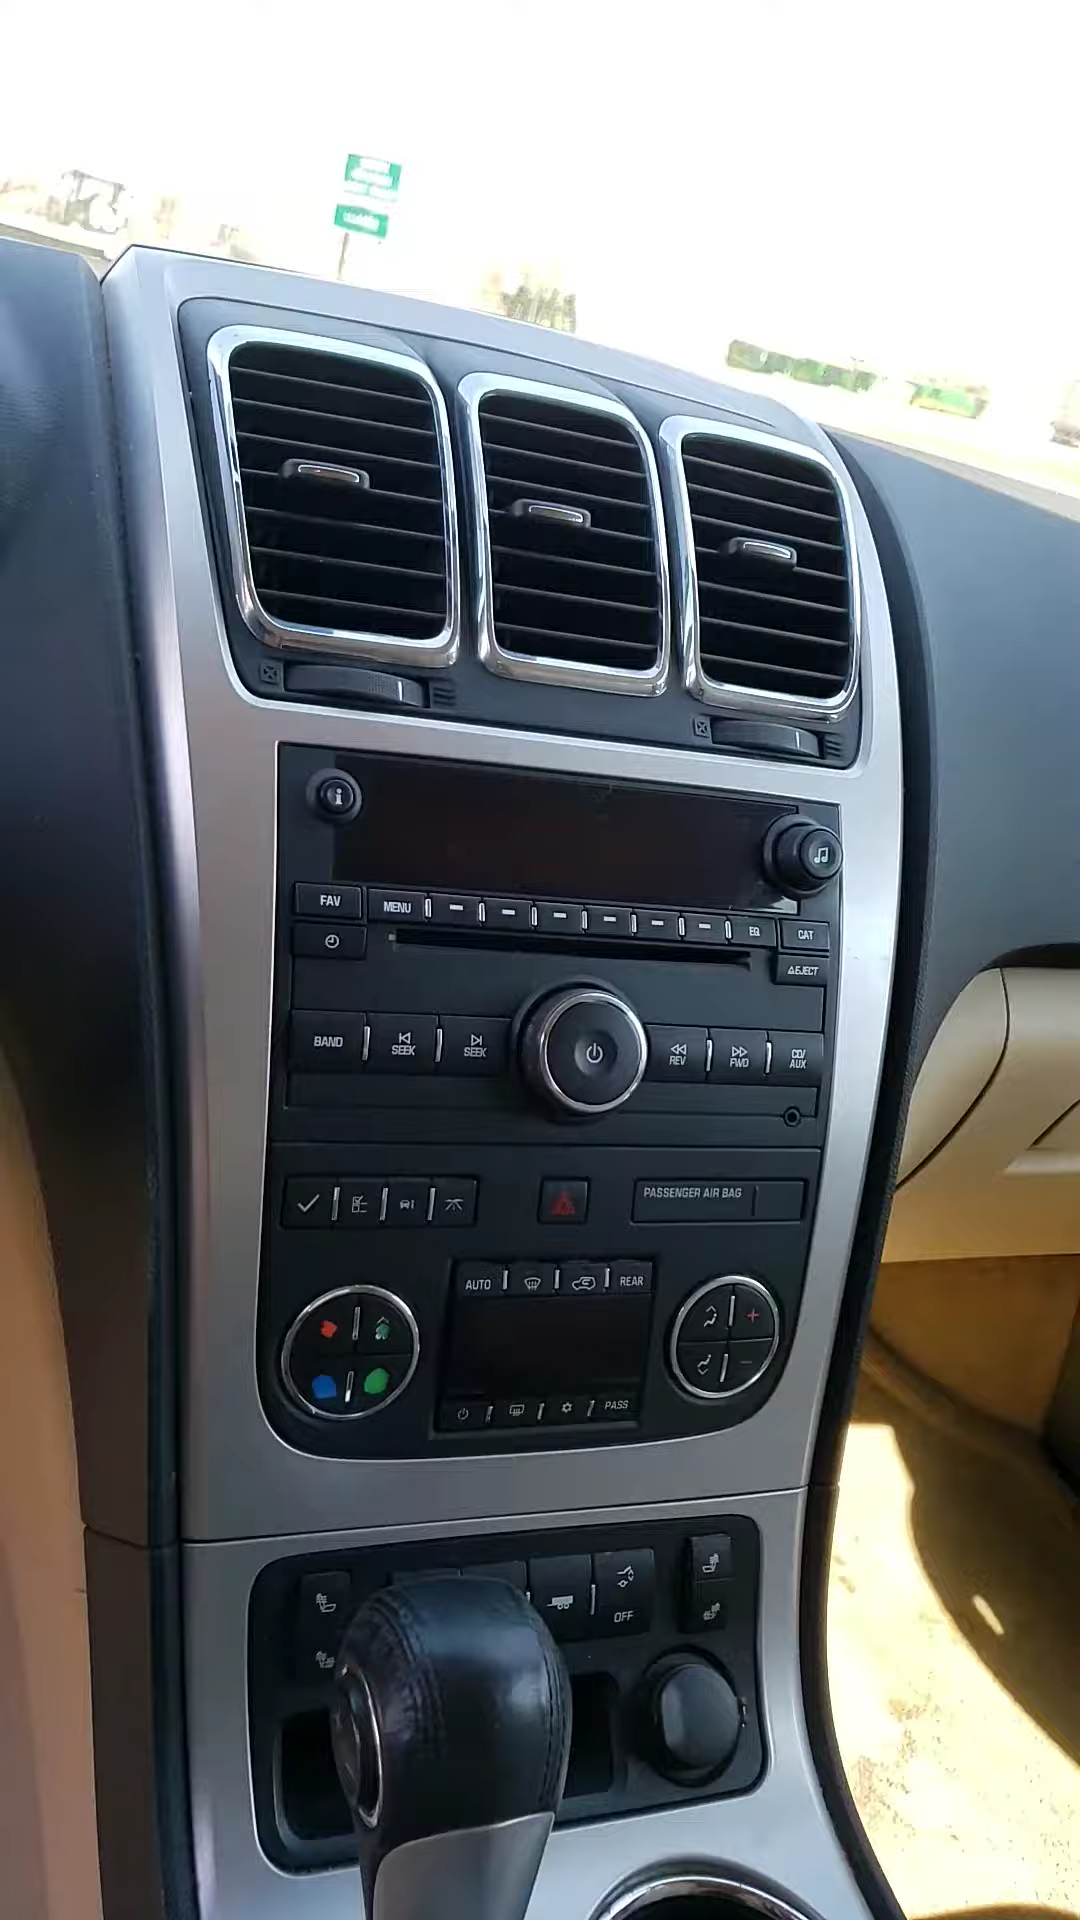 FAV
MENU
EQ
CAT
EJECT
BAND
SEEK
SEEK
REV
FWD
CD/
AUX
PASSENGER AIR BAG
AUTO
REAR
PASS
OFF